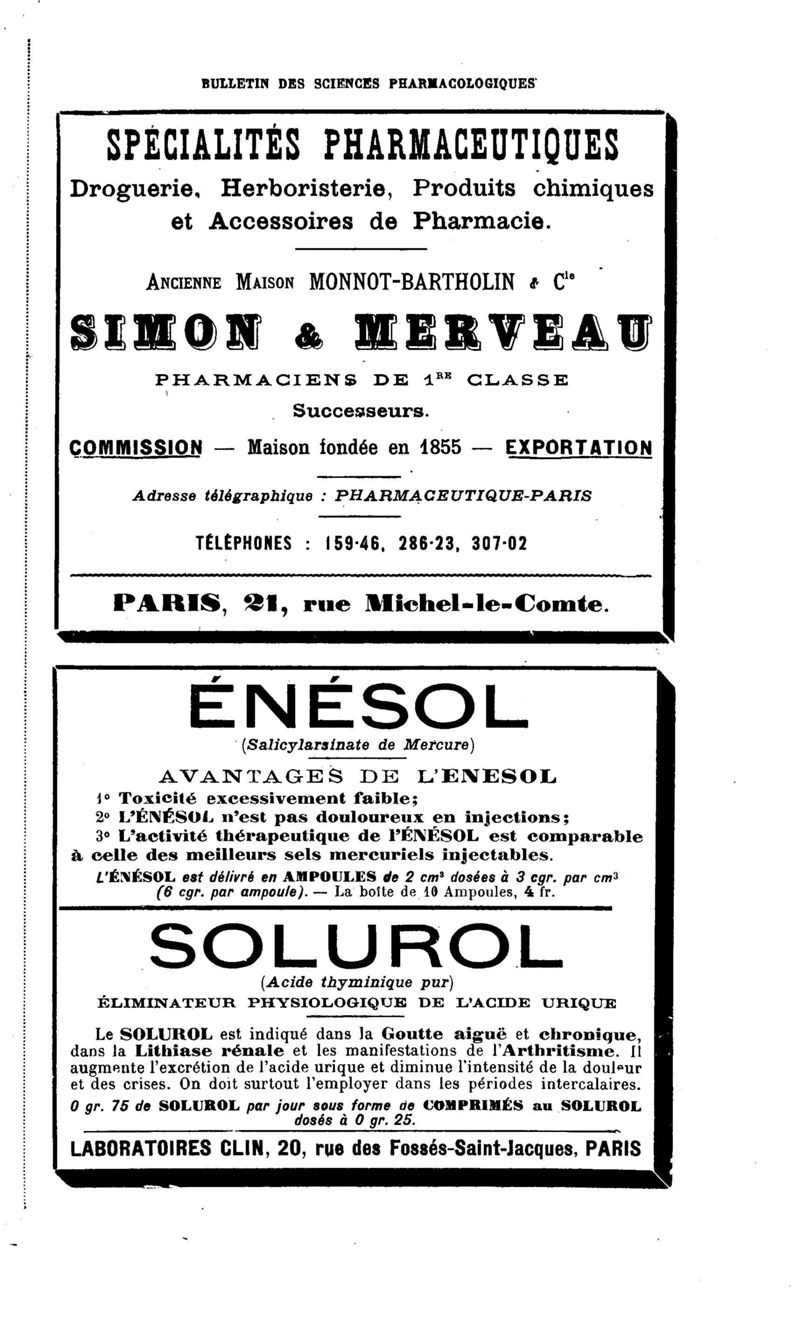 BULLETIN DES SCIENCES PHARMACOLOGIQUES
SPÉCIALITÉS PHARMACEUTIQUES
Droguerie, Herboristerie, Produits chimiques
et Accessoires de Pharmacie.
ANCIENNE MAISON MONNOT-BARTHOLIN & Cie
SIMON & MERVEAU
PHARMACIENS DE 1RE CLASSE
Successeurs.
COMMISSION — Maison fondée en 1855 — EXPORTATION
Adresse télégraphique : PHARMACEUTIQUE-PARIS
TÉLÉPHONES : 159-46, 286-23, 307-02
PARIS, 21, rue Michel-le-Comte.
ÉNÉSOL
(Salicylarsinate de Mercure)
AVANTAGES DE L'ENESOL
1° Toxicité excessivement faible;
2° L'ÉNÉSOL n'est pas douloureux en injections;
3° L'activité thérapeutique de l'ÉNÉSOL est comparable
à celle des meilleurs sels mercuriels injectables.
L'ÉNÉSOL est délivré en AMPOULES de 2 cm³ dosées à 3 cgr. par cm³
(6 cgr. par ampoule). — La boîte de 10 Ampoules, 4 fr.
SOLUROL
(Acide thyminique pur)
ÉLIMINATEUR PHYSIOLOGIQUE DE L'ACIDE URIQUE
Le SOLUROL est indiqué dans la Goutte aiguë et chronique,
dans la Lithiase rénale et les manifestations de l'Arthritisme. Il
augmente l'excrétion de l'acide urique et diminue l'intensité de la douleur
et des crises. On doit surtout l'employer dans les périodes intercalaires.
0 gr. 75 de SOLUROL par jour sous forme de COMPRIMÉS au SOLUROL
dosés à 0 gr. 25.
LABORATOIRES CLIN, 20, rue des Fossés-Saint-Jacques, PARIS